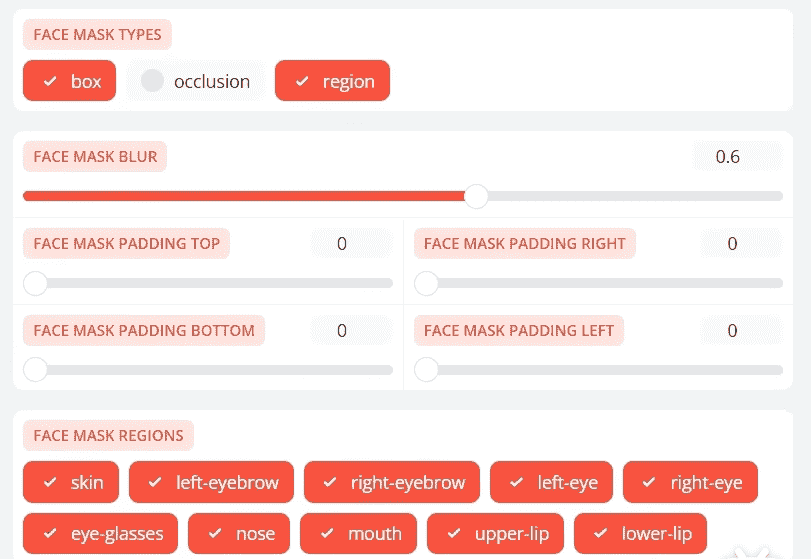 FACE MASK TYPES
box occlusion region
FACE MASK BLUR 0.6
FACE MASK PADDING TOP 0 FACE MASK PADDING RIGHT 0
FACE MASK PADDING BOTTOM 0 FACE MASK PADDING LEFT 0
FACE MASK REGIONS
skin left-eyebrow right-eyebrow left-eye right-eye
eye-glasses nose mouth upper-lip lower-lip